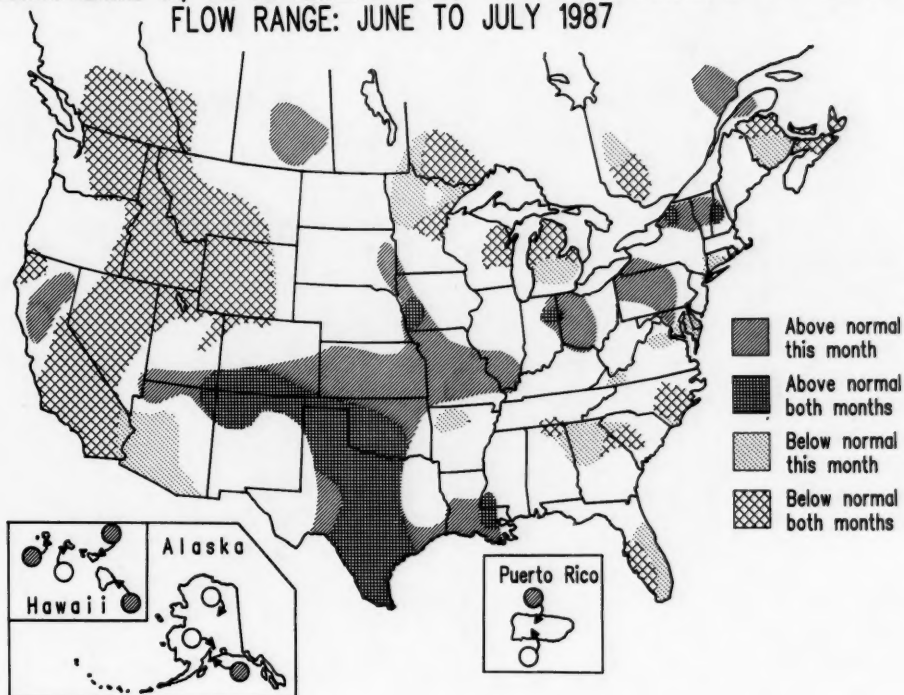 FLOW RANGE: JUNE TO JULY 1987
Above normal
this month
Above normal
both months
Below normal
this month
Below normal
both months
Alaska
Hawaii
Puerto Rico